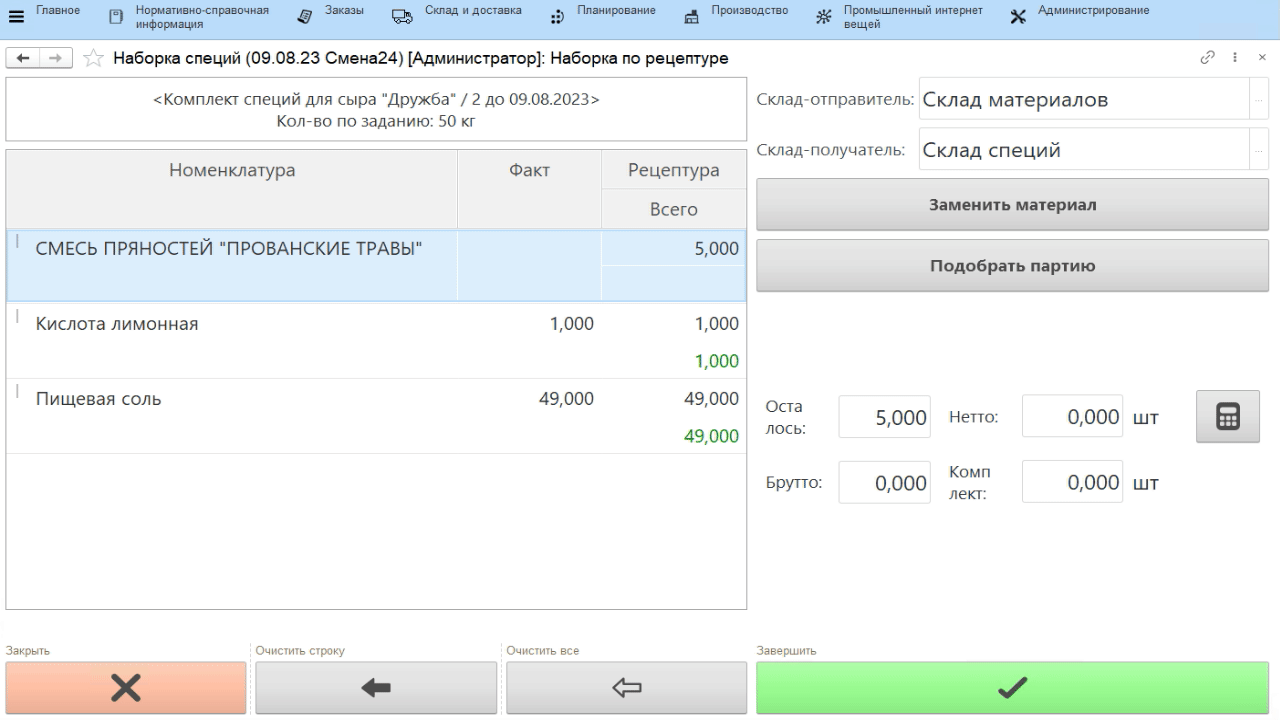 Главное
Нормативно-справочная
информация
Заказы
Склад и доставка
Планирование
Производство
Промышленный интернет
вещей
Администрирование
Наборка специй (09.08.23 Смена24) [Администратор]: Наборка по рецептуре
<Комплект специй для сыра "Дружба" / 2 до 09.08.2023>
Кол-во по заданию: 50 кг
Склад-отправитель: Склад материалов ...
Склад-получатель: Склад специй ...
Заменить материал
Подобрать партию
Номенклатура Факт Рецептура
Всего
СМЕСЬ ПРЯНОСТЕЙ "ПРОВАНСКИЕ ТРАВЫ" 5,000
Кислота лимонная 1,000 1,000
1,000
Пищевая соль 49,000 49,000
49,000
Оста
лось: 5,000 Нетто: 0,000 шт
Брутто: 0,000 Комп
лект: 0,000 шт
Закрыть
Очистить строку
Очистить все
Завершить